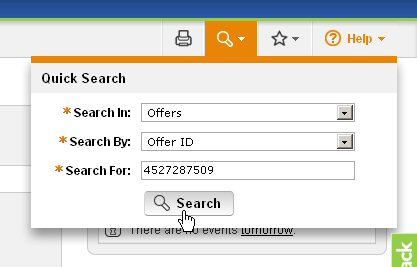 Help
Quick Search
*Search In: Offers
*Search By: Offer ID
*Search For: 4527287509
Search
There are no events tomorrow.